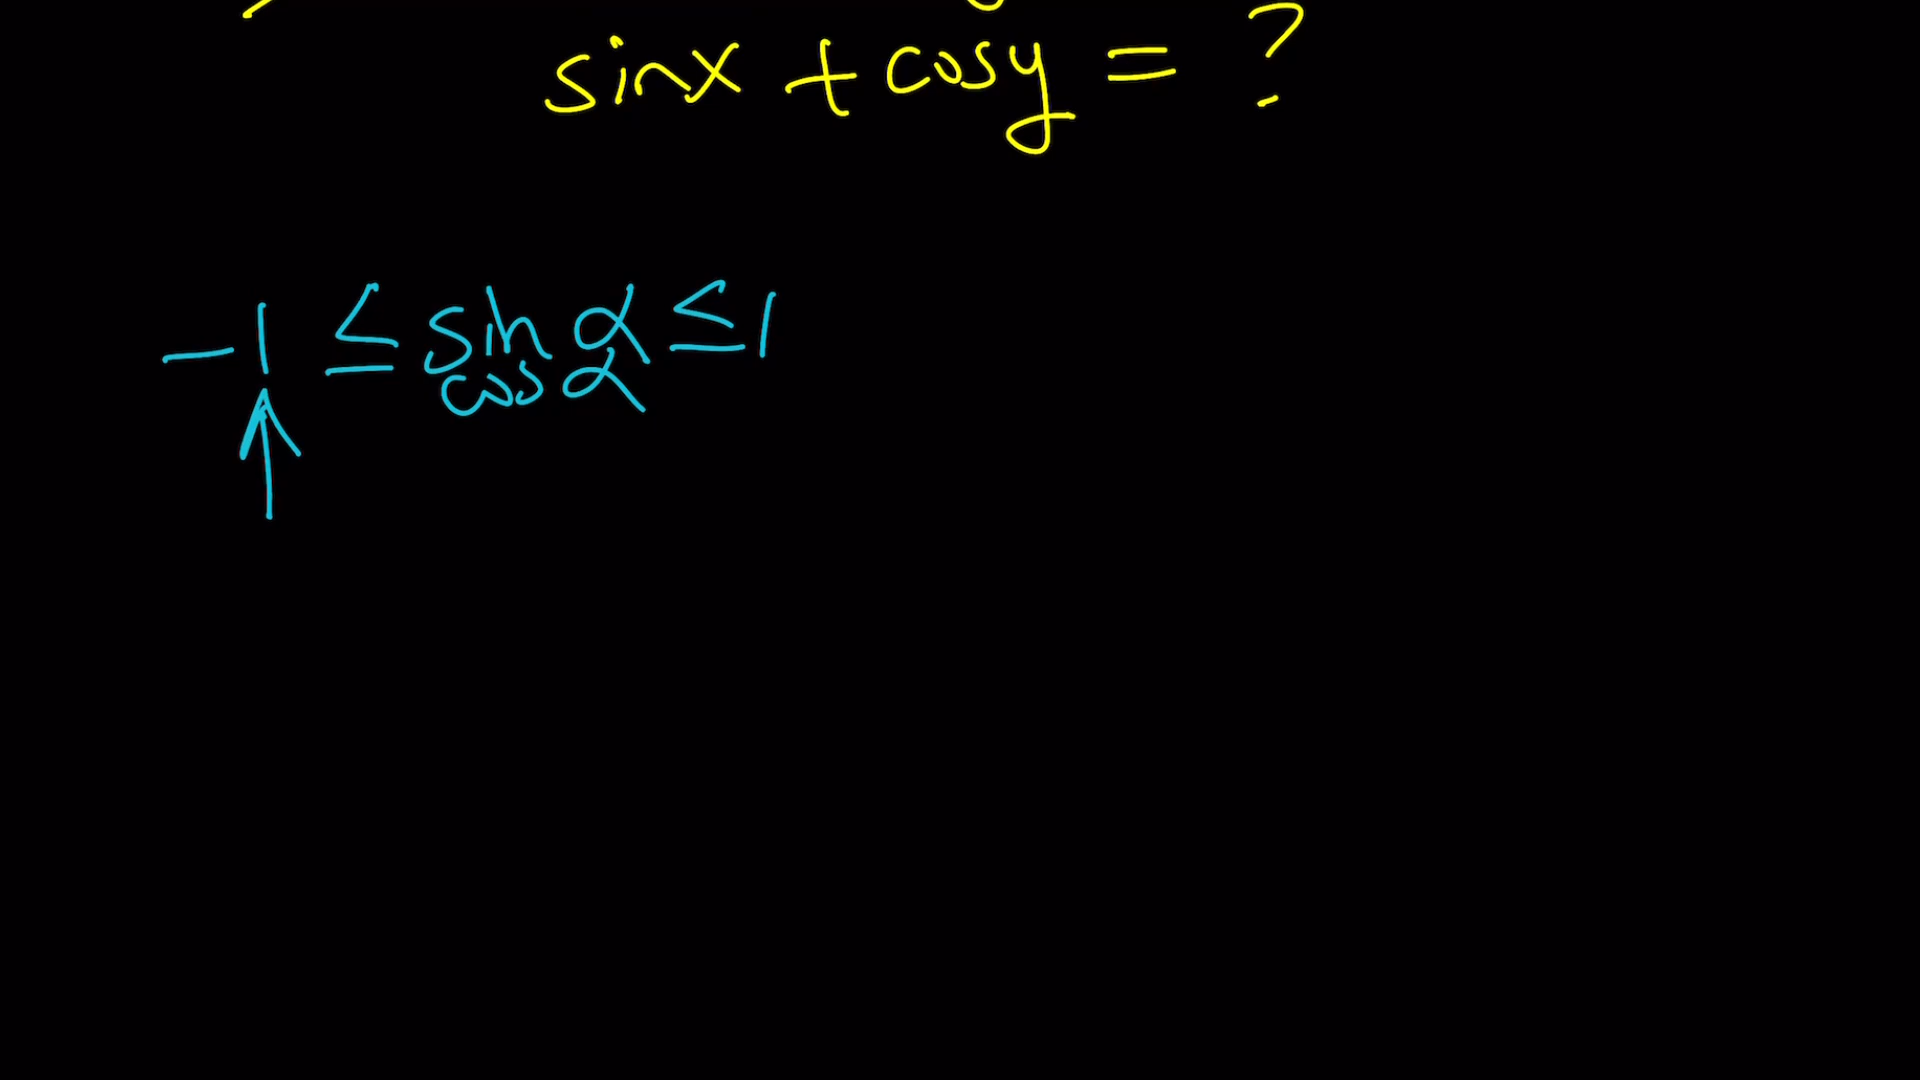 sinx + cosy = ?
-1 ≤ sin α ≤ 1
cos α